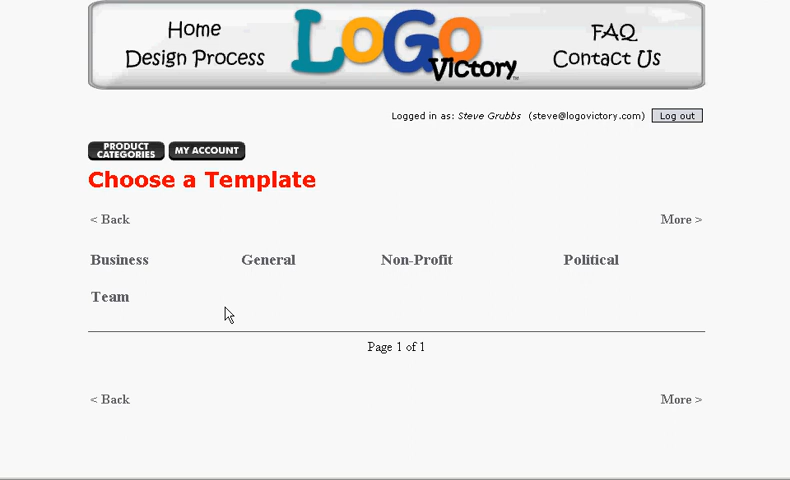 Home
Design Process
LOGO
Victory™
FAQ
Contact Us
Logged in as: Steve Grubbs (steve@logovictory.com) Log out
PRODUCT CATEGORIES MY ACCOUNT
Choose a Template
< Back More >
Business General Non-Profit Political
Team
Page 1 of 1
< Back More >